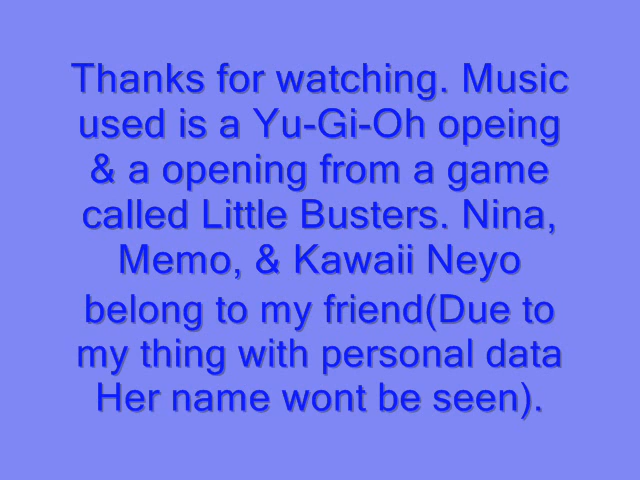 Thanks for watching. Music
used is a Yu-Gi-Oh opeing
& a opening from a game
called Little Busters. Nina,
Memo, & Kawaii Neyo
belong to my friend(Due to
my thing with personal data
Her name wont be seen).